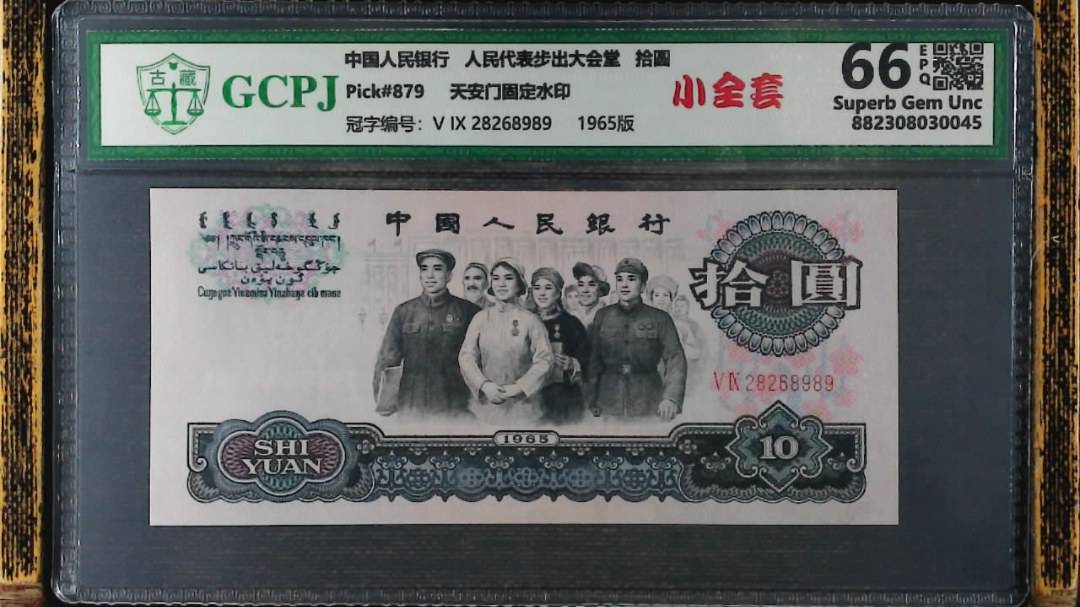 古藏
GCPJ
中国人民银行 人民代表步出大会堂 拾圆
Pick#879 天安门固定水印
冠字编号: V IX 28268989 1965版
小全套
66 EPQ
Superb Gem Unc
882308030045
中國人民銀行
拾圓
V IX 28268989
SHI
YUAN
1965
10